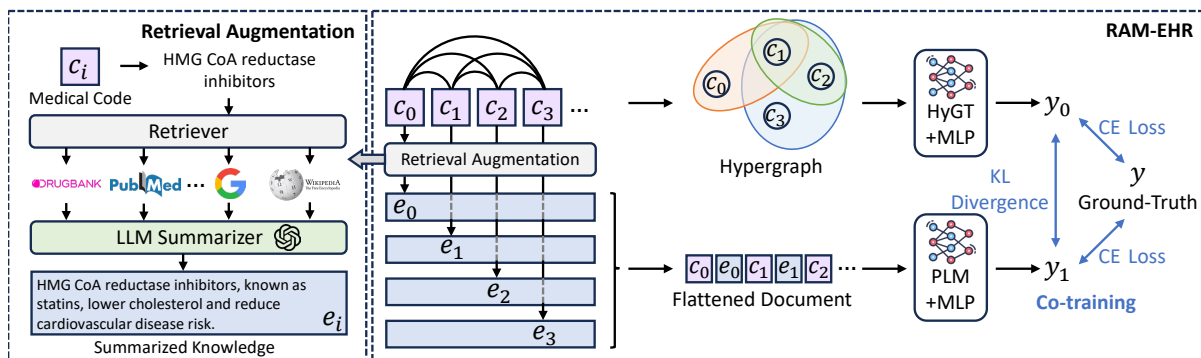 Retrieval Augmentation
c_i
Medical Code
HMG CoA reductase
inhibitors
Retriever
DRUGBANK
PubMed
...
WIKIPEDIA
The Free Encyclopedia
LLM Summarizer
HMG CoA reductase inhibitors, known as
statins, lower cholesterol and reduce
cardiovascular disease risk.
e_i
Summarized Knowledge
RAM-EHR
c_0 c_1 c_2 c_3 ...
Retrieval Augmentation
e_0
e_1
e_2
e_3
c_0
c_1
c_2
c_3
Hypergraph
c_0 e_0 c_1 e_1 c_2 ...
Flattened Document
HyGT
+MLP
PLM
+MLP
y_0
CE Loss
KL
Divergence
y
Ground-Truth
CE Loss
y_1
Co-training